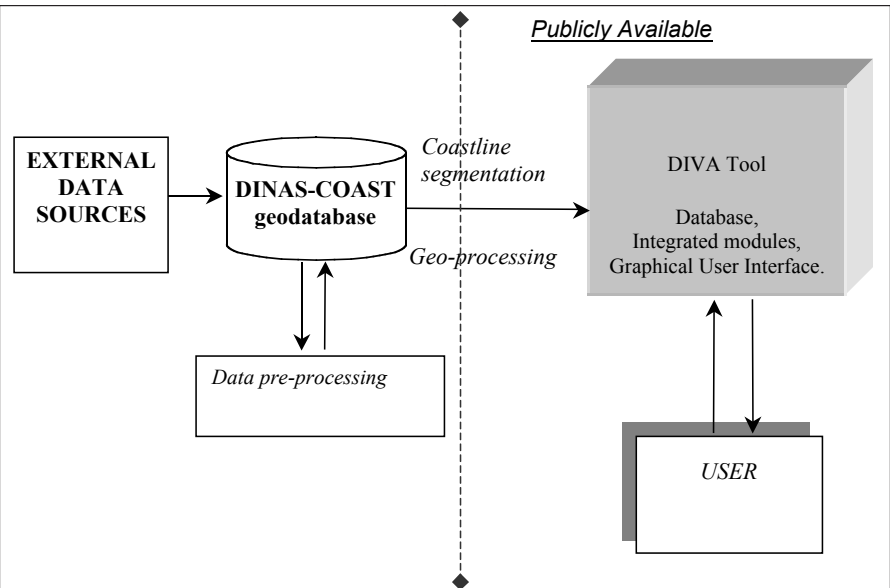 Publicly Available
EXTERNAL
DATA
SOURCES
DINAS-COAST
geodatabase
Coastline
segmentation
Geo-processing
DIVA Tool
Database,
Integrated modules,
Graphical User Interface.
Data pre-processing
USER